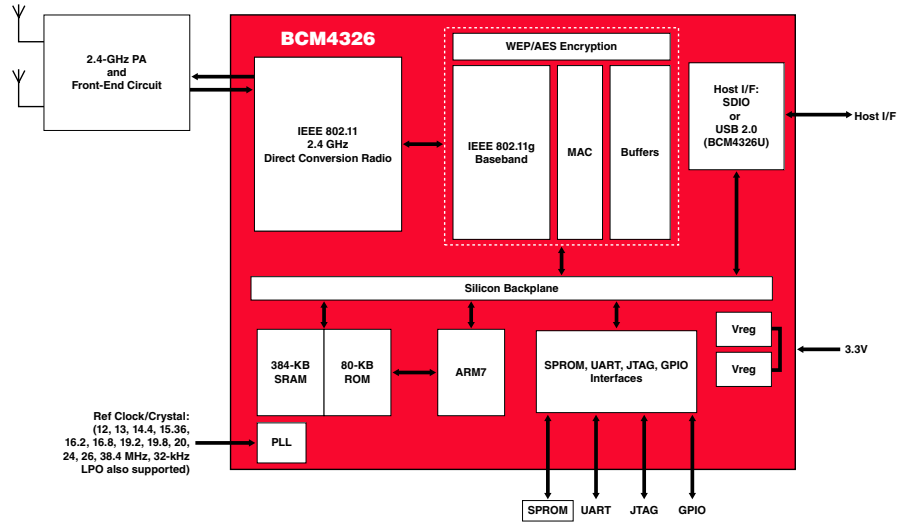 BCM4326
2.4-GHz PA
and
Front-End Circuit
WEP/AES Encryption
IEEE 802.11
2.4 GHz
Direct Conversion Radio
IEEE 802.11g
Baseband
MAC
Buffers
Host I/F:
SDIO
or
USB 2.0
(BCM4326U)
Host I/F
Silicon Backplane
384-KB
SRAM
80-KB
ROM
ARM7
SPROM, UART, JTAG, GPIO
Interfaces
Vreg
Vreg
3.3V
Ref Clock/Crystal:
(12, 13, 14.4, 15.36,
16.2, 16.8, 19.2, 19.8, 20,
24, 26, 38.4 MHz, 32-kHz
LPO also supported)
PLL
SPROM
UART
JTAG
GPIO